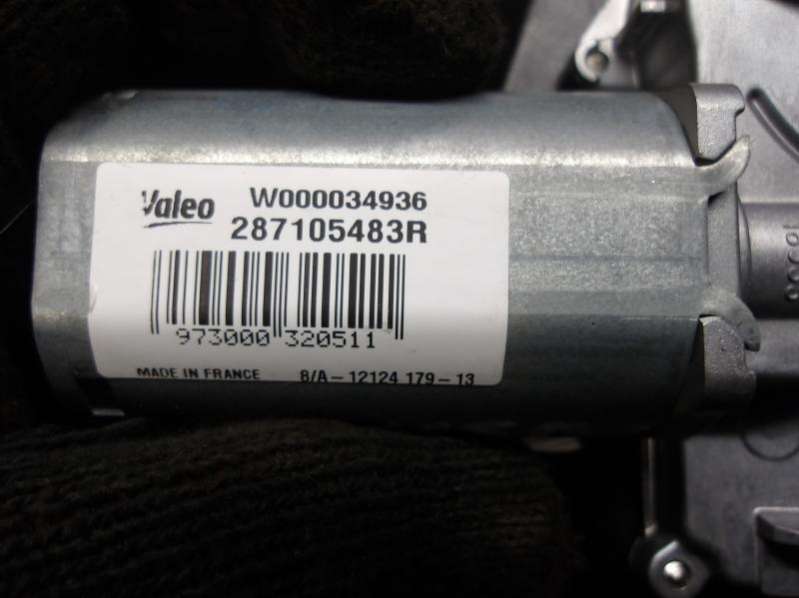 Valeo W000034936
287105483R
973000 320511
MADE IN FRANCE 8/A-12124 179-13